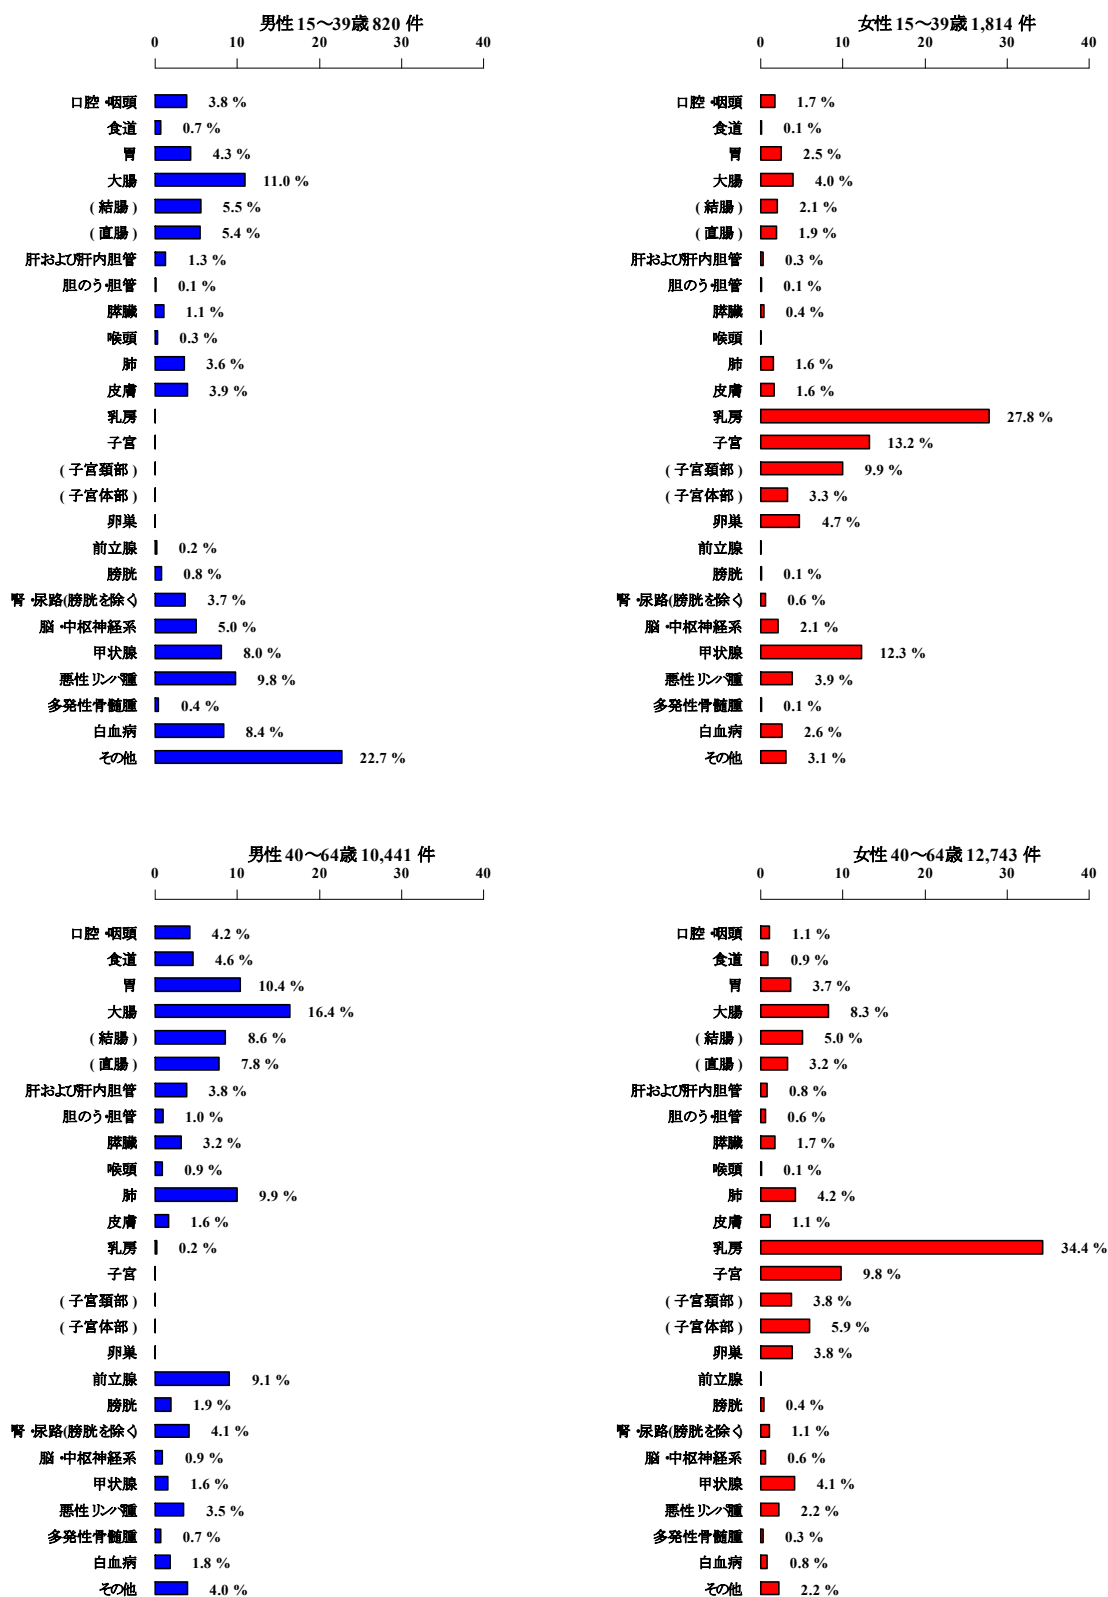 男性 15～39歳 820 件
0 10 20 30 40
口腔・咽頭 3.8 %
食道 0.7 %
胃 4.3 %
大腸 11.0 %
( 結腸 ) 5.5 %
( 直腸 ) 5.4 %
肝および肝内胆管 1.3 %
胆のう・胆管 0.1 %
膵臓 1.1 %
喉頭 0.3 %
肺 3.6 %
皮膚 3.9 %
乳房
子宮
( 子宮頚部 )
( 子宮体部 )
卵巣
前立腺 0.2 %
膀胱 0.8 %
腎・尿路(膀胱を除く) 3.7 %
脳・中枢神経系 5.0 %
甲状腺 8.0 %
悪性リンパ腫 9.8 %
多発性骨髄腫 0.4 %
白血病 8.4 %
その他 22.7 %
女性 15～39歳 1,814 件
0 10 20 30 40
口腔・咽頭 1.7 %
食道 0.1 %
胃 2.5 %
大腸 4.0 %
( 結腸 ) 2.1 %
( 直腸 ) 1.9 %
肝および肝内胆管 0.3 %
胆のう・胆管 0.1 %
膵臓 0.4 %
喉頭
肺 1.6 %
皮膚 1.6 %
乳房 27.8 %
子宮 13.2 %
( 子宮頚部 ) 9.9 %
( 子宮体部 ) 3.3 %
卵巣 4.7 %
前立腺
膀胱 0.1 %
腎・尿路(膀胱を除く) 0.6 %
脳・中枢神経系 2.1 %
甲状腺 12.3 %
悪性リンパ腫 3.9 %
多発性骨髄腫 0.1 %
白血病 2.6 %
その他 3.1 %
男性 40～64歳 10,441 件
0 10 20 30 40
口腔・咽頭 4.2 %
食道 4.6 %
胃 10.4 %
大腸 16.4 %
( 結腸 ) 8.6 %
( 直腸 ) 7.8 %
肝および肝内胆管 3.8 %
胆のう・胆管 1.0 %
膵臓 3.2 %
喉頭 0.9 %
肺 9.9 %
皮膚 1.6 %
乳房 0.2 %
子宮
( 子宮頚部 )
( 子宮体部 )
卵巣
前立腺 9.1 %
膀胱 1.9 %
腎・尿路(膀胱を除く) 4.1 %
脳・中枢神経系 0.9 %
甲状腺 1.6 %
悪性リンパ腫 3.5 %
多発性骨髄腫 0.7 %
白血病 1.8 %
その他 4.0 %
女性 40～64歳 12,743 件
0 10 20 30 40
口腔・咽頭 1.1 %
食道 0.9 %
胃 3.7 %
大腸 8.3 %
( 結腸 ) 5.0 %
( 直腸 ) 3.2 %
肝および肝内胆管 0.8 %
胆のう・胆管 0.6 %
膵臓 1.7 %
喉頭 0.1 %
肺 4.2 %
皮膚 1.1 %
乳房 34.4 %
子宮 9.8 %
( 子宮頚部 ) 3.8 %
( 子宮体部 ) 5.9 %
卵巣 3.8 %
前立腺
膀胱 0.4 %
腎・尿路(膀胱を除く) 1.1 %
脳・中枢神経系 0.6 %
甲状腺 4.1 %
悪性リンパ腫 2.2 %
多発性骨髄腫 0.3 %
白血病 0.8 %
その他 2.2 %